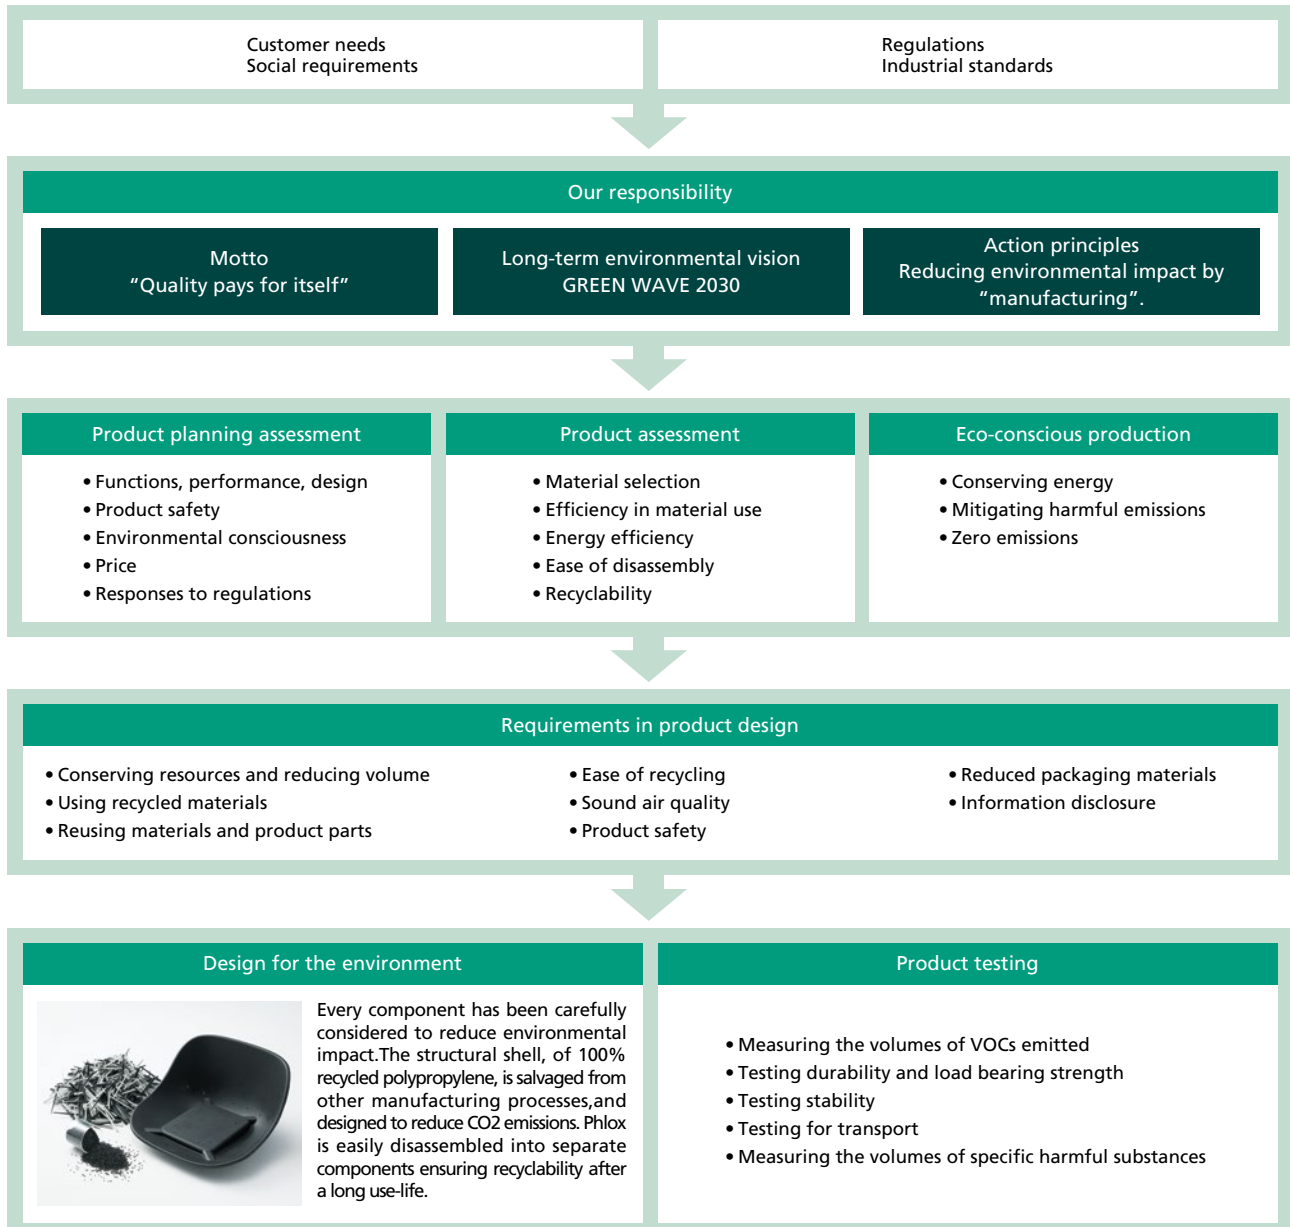 Customer needs
Social requirements
Regulations
Industrial standards
Our responsibility
Motto
“Quality pays for itself”
Long-term environmental vision
GREEN WAVE 2030
Action principles
Reducing environmental impact by
“manufacturing”.
Product planning assessment
• Functions, performance, design
• Product safety
• Environmental consciousness
• Price
• Responses to regulations
Product assessment
• Material selection
• Efficiency in material use
• Energy efficiency
• Ease of disassembly
• Recyclability
Eco-conscious production
• Conserving energy
• Mitigating harmful emissions
• Zero emissions
Requirements in product design
• Conserving resources and reducing volume
• Using recycled materials
• Reusing materials and product parts
• Ease of recycling
• Sound air quality
• Product safety
• Reduced packaging materials
• Information disclosure
Design for the environment
Every component has been carefully
considered to reduce environmental
impact.The structural shell, of 100%
recycled polypropylene, is salvaged from
other manufacturing processes,and
designed to reduce CO2 emissions. Phlox
is easily disassembled into separate
components ensuring recyclability after
a long use-life.
Product testing
• Measuring the volumes of VOCs emitted
• Testing durability and load bearing strength
• Testing stability
• Testing for transport
• Measuring the volumes of specific harmful substances